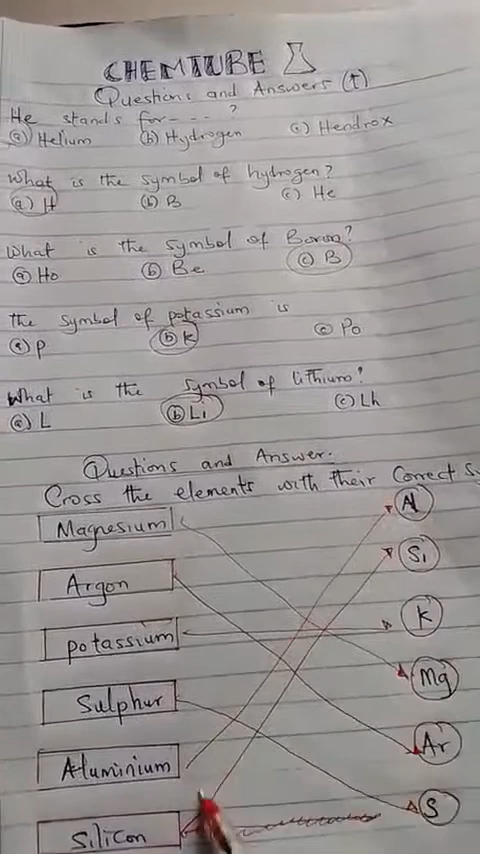 CHEMTUBE
Questions and Answers (1)
He stands for - - - ?
(a) Helium (b) Hydrogen (c) Hendrox
What is the symbol of hydrogen?
(a) H (b) B (c) He
What is the symbol of Boron?
(a) Ho (b) Be (c) B
The symbol of potassium is
(a) P (b) K (c) Po
What is the symbol of lithium?
(a) L (b) Li (c) Lh
Questions and Answer.
Cross the elements with their Correct S
Magnesium Al
Argon Si
potassium K
Sulphur Mg
Aluminium Ar
Silicon S